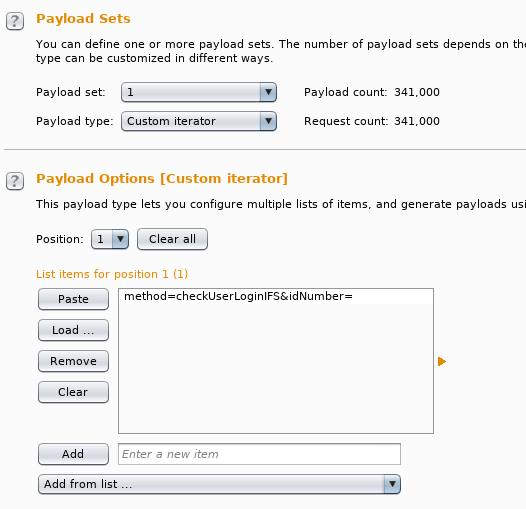 ?
Payload Sets
You can define one or more payload sets. The number of payload sets depends on the
type can be customized in different ways.
Payload set: 1 Payload count: 341,000
Payload type: Custom iterator Request count: 341,000
?
Payload Options [Custom iterator]
This payload type lets you configure multiple lists of items, and generate payloads usi
Position: 1 Clear all
List items for position 1 (1)
Paste method=checkUserLoginIFS&idNumber=
Load ...
Remove
Clear
Add Enter a new item
Add from list ...